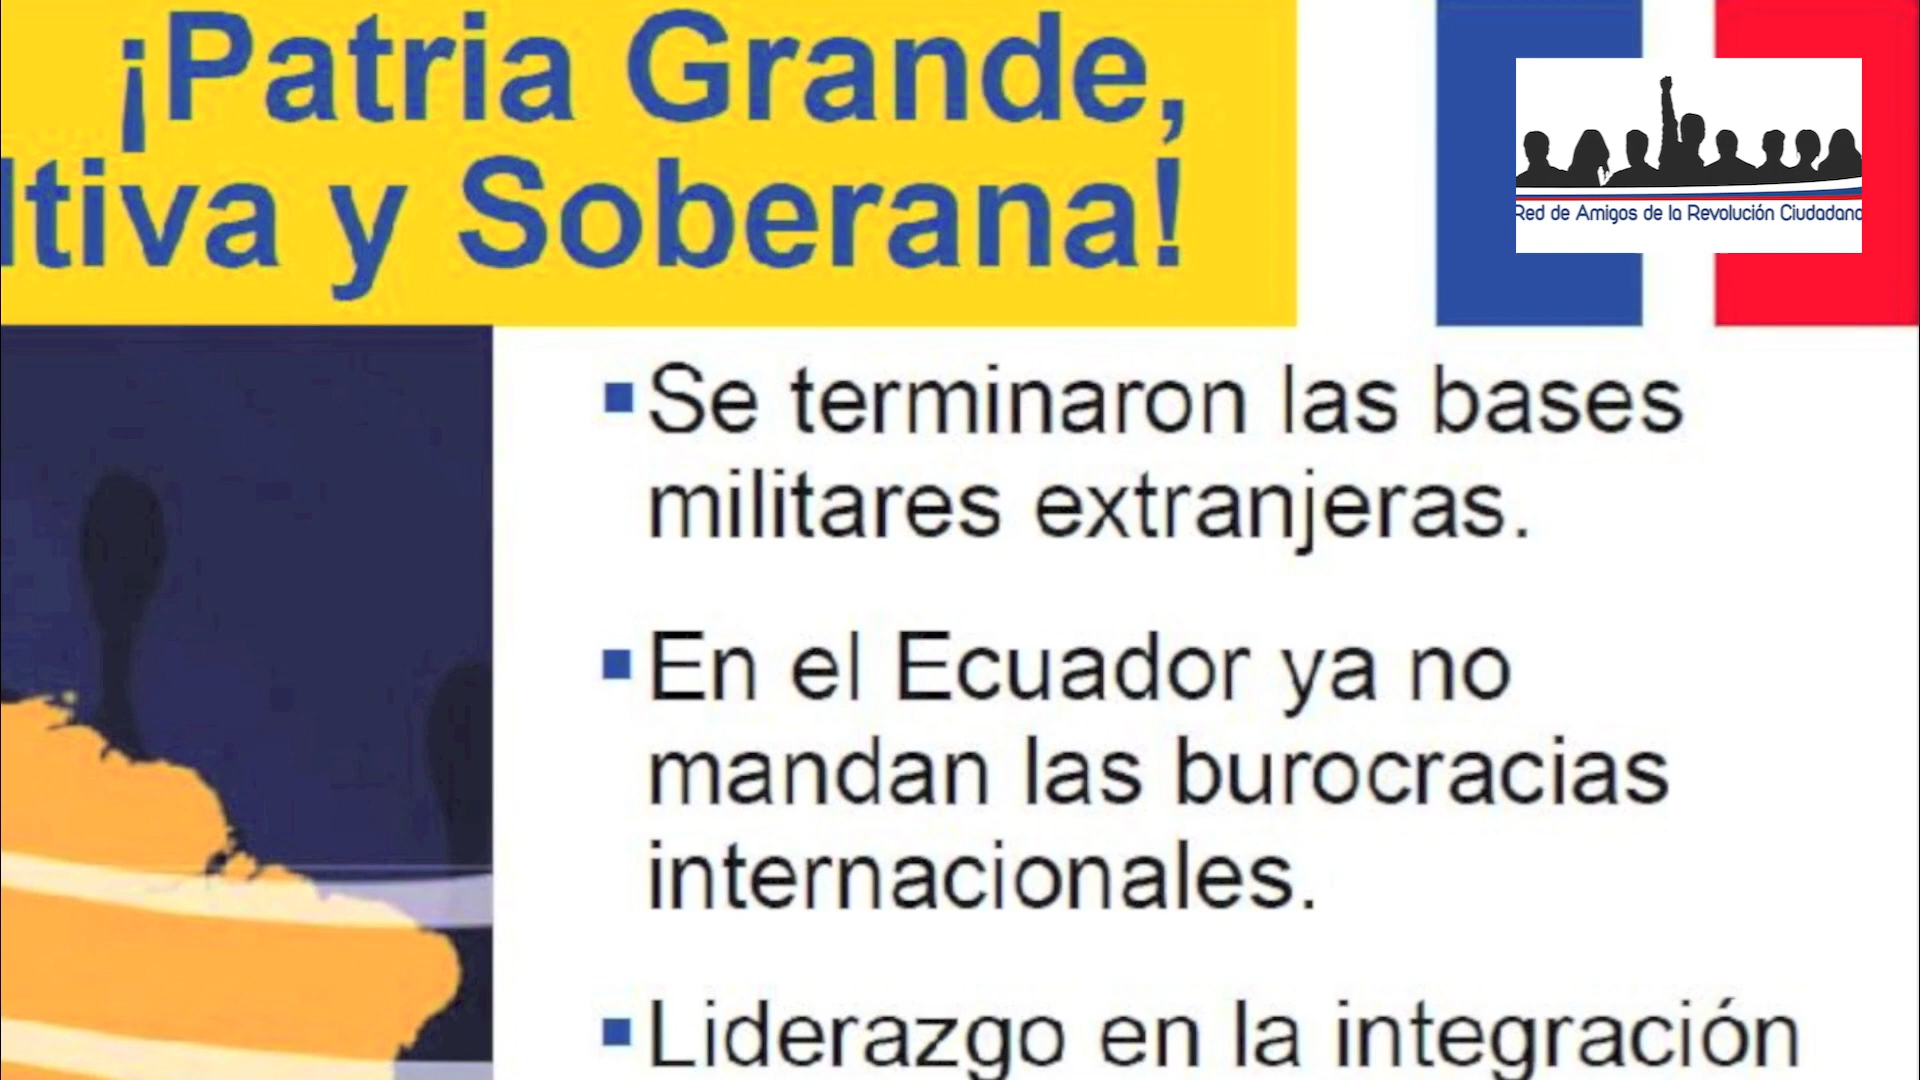 ¡Patria Grande,
ltiva y Soberana!
Red de Amigos de la Revolución Ciudadana
Se terminaron las bases
militares extranjeras.
En el Ecuador ya no
mandan las burocracias
internacionales.
Liderazgo en la integración